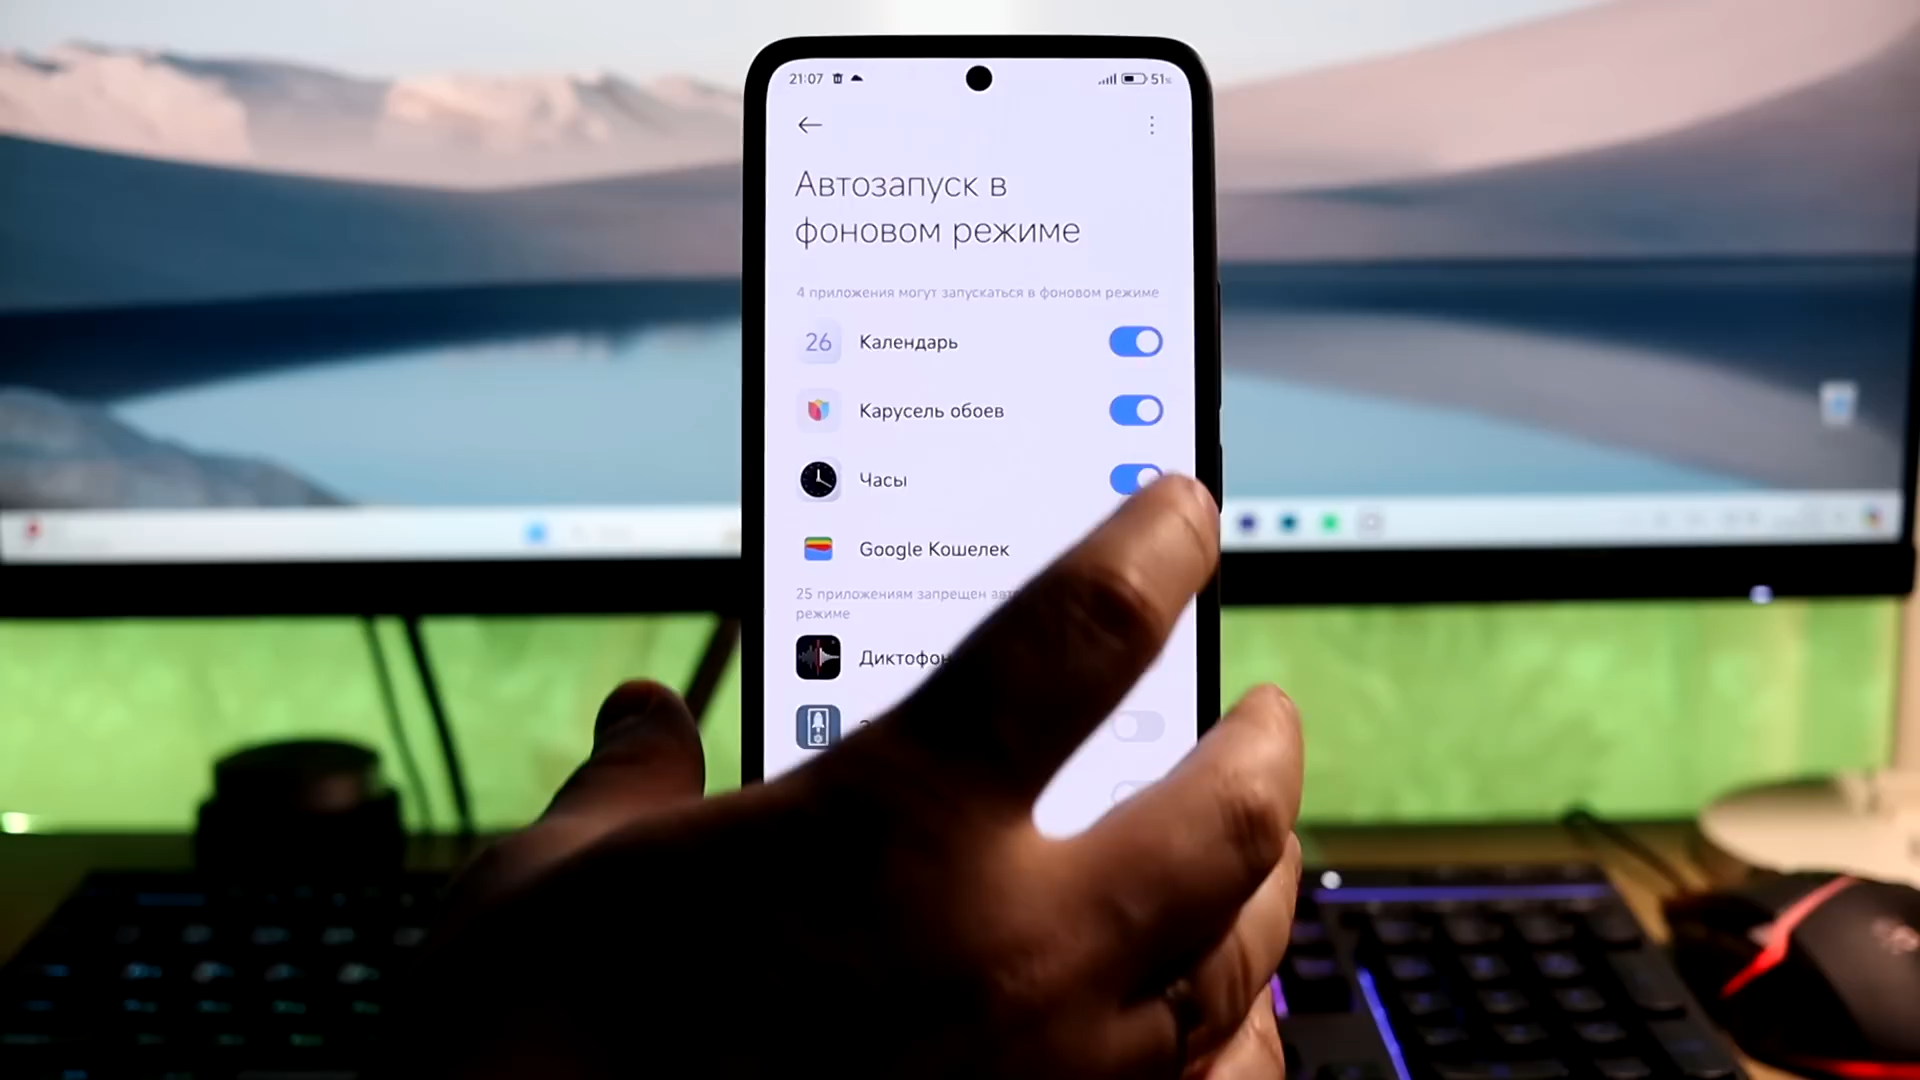 21:07
51%
Автозапуск в
фоновом режиме
4 приложения могут запускаться в фоновом режиме
26 Календарь
Карусель обоев
Часы
Google Кошелек
25 приложениям запрещен
режиме
Диктофон